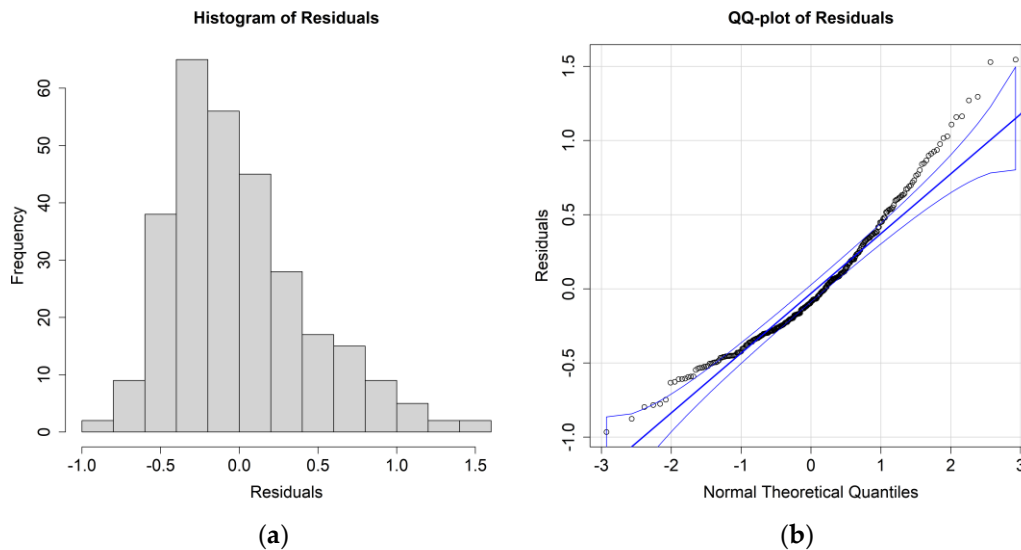 Histogram of Residuals
Frequency
0 10 20 30 40 50 60
-1.0 -0.5 0.0 0.5 1.0 1.5
Residuals
(a)
QQ-plot of Residuals
Residuals
-1.0 -0.5 0.0 0.5 1.0 1.5
-3 -2 -1 0 1 2 3
Normal Theoretical Quantiles
(b)